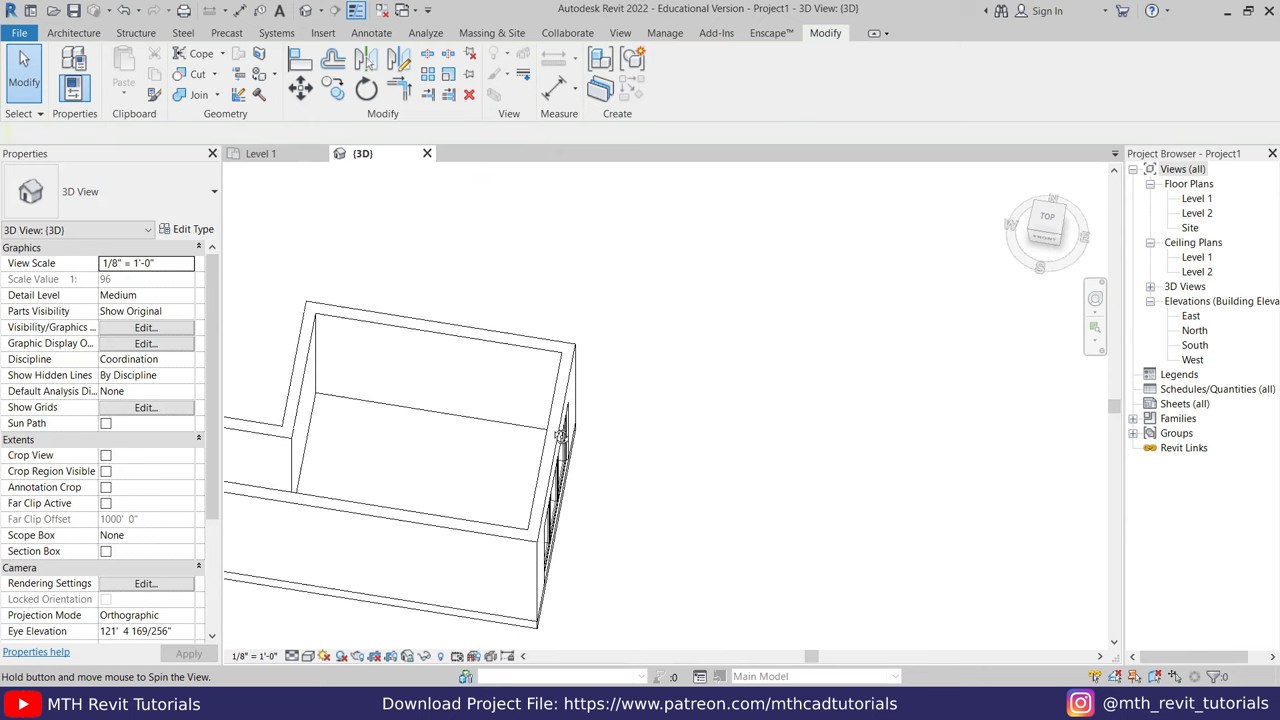 Autodesk Revit 2022 - Educational Version - Project1 - 3D View: {3D}
Sign In
File Architecture Structure Steel Precast Systems Insert Annotate Analyze Massing & Site Collaborate View Manage Add-Ins Enscape™ Modify
Modify
Paste
Cope
Cut
Join
Select Properties Clipboard Geometry Modify View Measure Create
Properties
Level 1
{3D}
Project Browser - Project1
3D View
3D View: {3D}
Edit Type
Graphics
View Scale 1/8" = 1'-0"
Scale Value 1: 96
Detail Level Medium
Parts Visibility Show Original
Visibility/Graphics ... Edit...
Graphic Display O... Edit...
Discipline Coordination
Show Hidden Lines By Discipline
Default Analysis Di... None
Show Grids Edit...
Sun Path
Extents
Crop View
Crop Region Visible
Annotation Crop
Far Clip Active
Far Clip Offset 1000' 0"
Scope Box None
Section Box
Camera
Rendering Settings Edit...
Locked Orientation
Projection Mode Orthographic
Eye Elevation 121' 4 169/256"
Properties help
Apply
TOP
N
W
S
Views (all)
Floor Plans
Level 1
Level 2
Site
Ceiling Plans
Level 1
Level 2
3D Views
Elevations (Building Eleva
East
North
South
West
Legends
Schedules/Quantities (all)
Sheets (all)
Families
Groups
Revit Links
1/8" = 1'-0"
Hold button and move mouse to Spin the View.
:0
Main Model
:0
MTH Revit Tutorials
Download Project File: https://www.patreon.com/mthcadtutorials
@mth_revit_tutorials